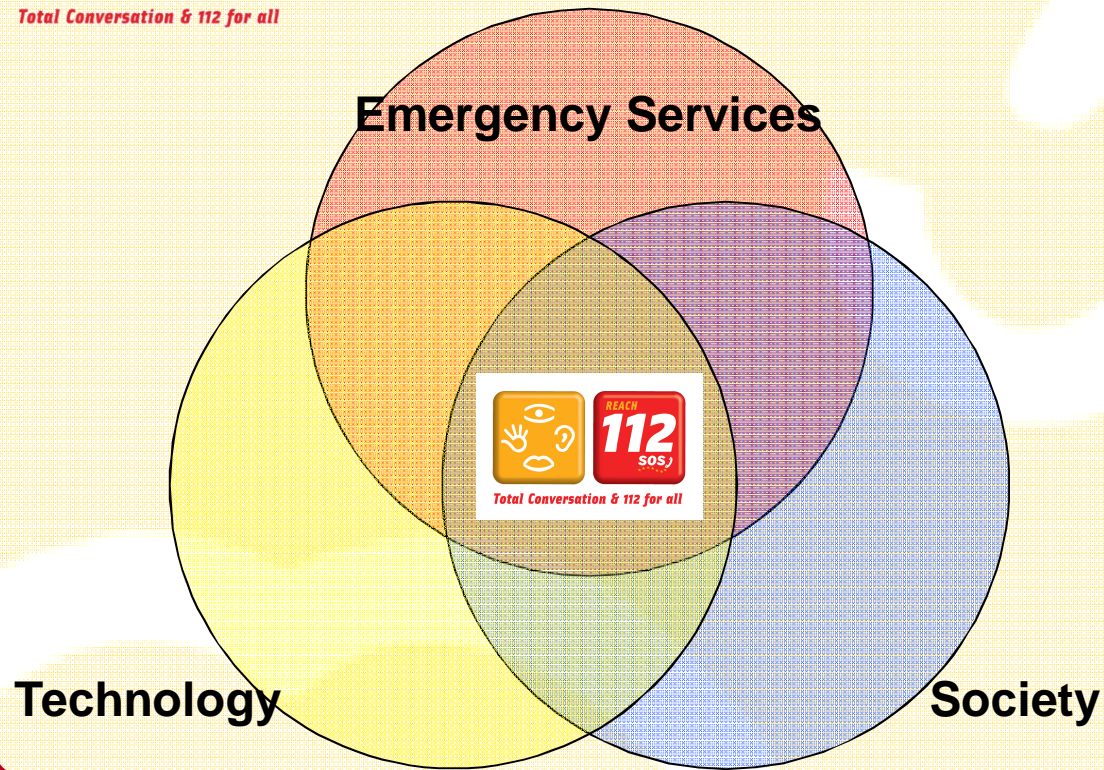 Total Conversation & 112 for all
Emergency Services
REACH
112
SOS
Total Conversation & 112 for all
Technology
Society